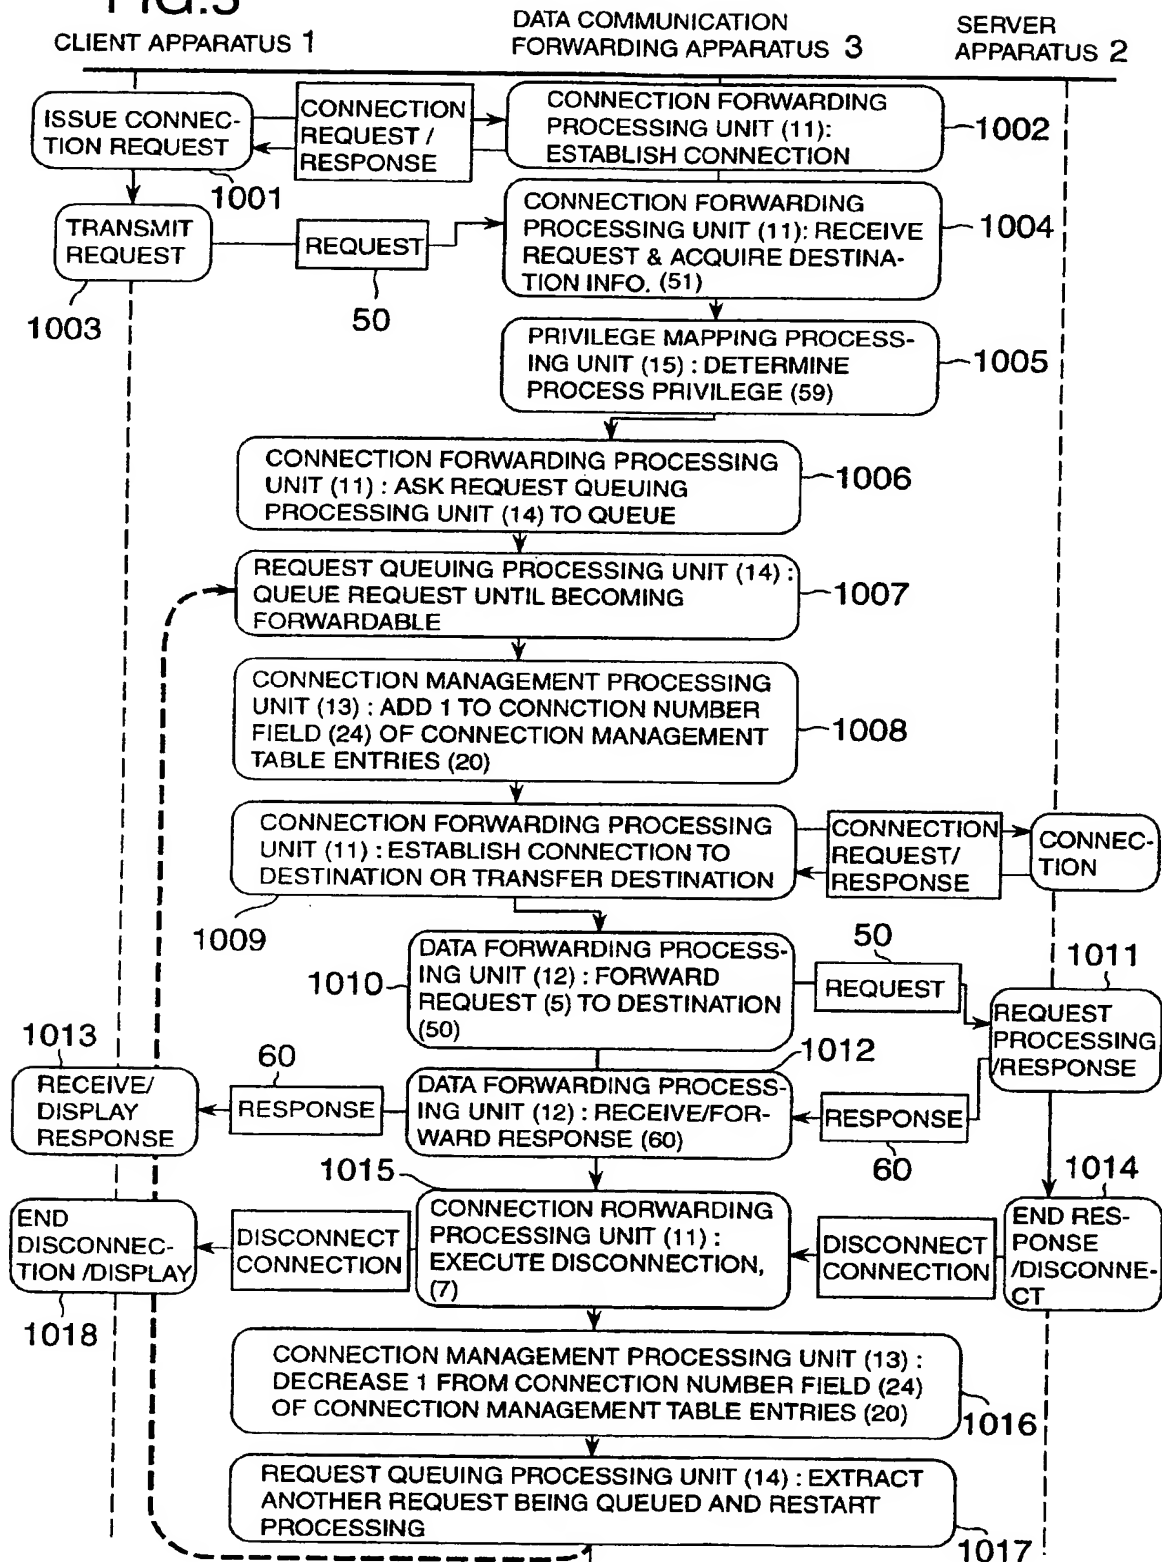 FIG.3
CLIENT APPARATUS 1
DATA COMMUNICATION
FORWARDING APPARATUS 3
SERVER
APPARATUS 2
ISSUE CONNEC-
TION REQUEST
1001
CONNECTION
REQUEST /
RESPONSE
CONNECTION FORWARDING
PROCESSING UNIT (11):
ESTABLISH CONNECTION
1002
TRANSMIT
REQUEST
1003
REQUEST
50
CONNECTION FORWARDING
PROCESSING UNIT (11): RECEIVE
REQUEST & ACQUIRE DESTINA-
TION INFO. (51)
1004
PRIVILEGE MAPPING PROCESS-
ING UNIT (15) : DETERMINE
PROCESS PRIVILEGE (59)
1005
CONNECTION FORWARDING PROCESSING
UNIT (11) : ASK REQUEST QUEUING
PROCESSING UNIT (14) TO QUEUE
1006
REQUEST QUEUING PROCESSING UNIT (14) :
QUEUE REQUEST UNTIL BECOMING
FORWARDABLE
1007
CONNECTION MANAGEMENT PROCESSING
UNIT (13) : ADD 1 TO CONNCTION NUMBER
FIELD (24) OF CONNECTION MANAGEMENT
TABLE ENTRIES (20)
1008
CONNECTION FORWARDING PROCESSING
UNIT (11) : ESTABLISH CONNECTION TO
DESTINATION OR TRANSFER DESTINATION
1009
CONNECTION
REQUEST/
RESPONSE
CONNEC-
TION
DATA FORWARDING PROCESS-
ING UNIT (12) : FORWARD
REQUEST (5) TO DESTINATION
(50)
1010
50
REQUEST
1011
REQUEST
PROCESSING
/RESPONSE
1013
RECEIVE/
DISPLAY
RESPONSE
60
RESPONSE
1012
DATA FORWARDING PROCESS-
ING UNIT (12) : RECEIVE/FOR-
WARD RESPONSE (60)
RESPONSE
60
1015
CONNECTION RORWARDING
PROCESSING UNIT (11) :
EXECUTE DISCONNECTION,
(7)
1014
END RES-
PONSE
/DISCONNE-
CT
DISCONNECT
CONNECTION
DISCONNECT
CONNECTION
END
DISCONNEC-
TION /DISPLAY
1018
CONNECTION MANAGEMENT PROCESSING UNIT (13) :
DECREASE 1 FROM CONNECTION NUMBER FIELD (24)
OF CONNECTION MANAGEMENT TABLE ENTRIES (20)
1016
REQUEST QUEUING PROCESSING UNIT (14) : EXTRACT
ANOTHER REQUEST BEING QUEUED AND RESTART
PROCESSING
1017